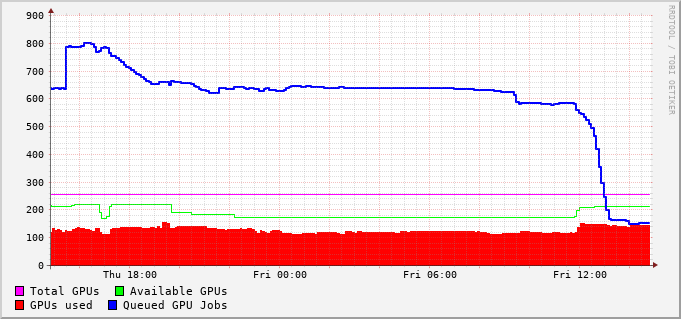 900
800
700
600
500
400
300
200
100
0
Thu 18:00 Fri 00:00 Fri 06:00 Fri 12:00
Total GPUs Available GPUs
GPUs used Queued GPU Jobs
RRDTOOL / TOBI OETIKER